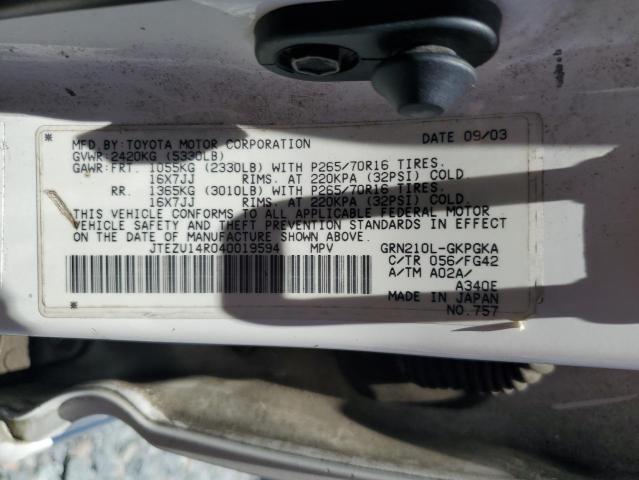 MFD.BY:TOYOTA MOTOR CORPORATION DATE 09/03
GVWR:2420KG (5330LB)
GAWR:FRT. 1055KG (2330LB) WITH P265/70R16 TIRES.
16X7JJ RIMS. AT 220KPA (32PSI) COLD.
RR. 1365KG (3010LB) WITH P265/70R16 TIRES.
16X7JJ RIMS. AT 220KPA (32PSI) COLD.
THIS VEHICLE CONFORMS TO ALL APPLICABLE FEDERAL MOTOR
VEHICLE SAFETY AND THEFT PREVENTION STANDARDS IN EFFECT
ON THE DATE OF MANUFACTURE SHOWN ABOVE.
JTEZU14R040019594 MPV GRN210L-GKPGKA
C/TR 056/FG42
A/TM A02A/
A340E
MADE IN JAPAN
NO.757